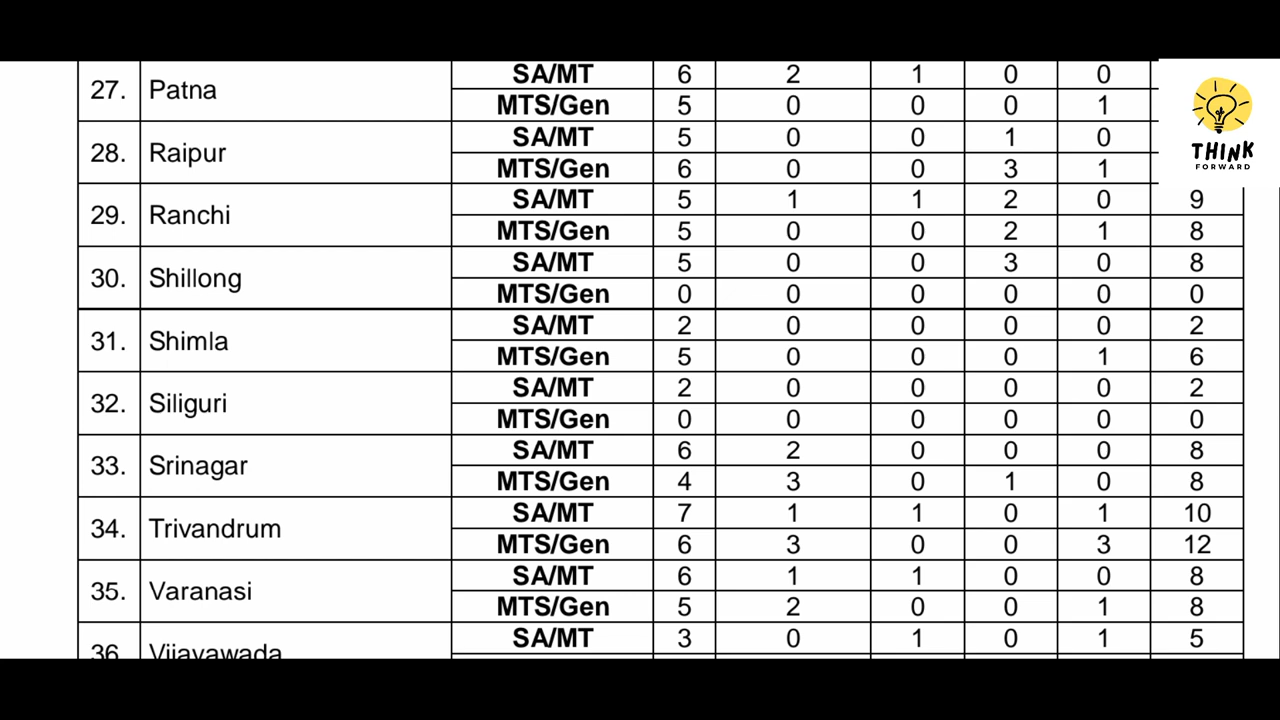 SA/MT 6 2 1 0 0
27. Patna
MTS/Gen 5 0 0 0 1
SA/MT 5 0 0 1 0
28. Raipur
MTS/Gen 6 0 0 3 1
THINK
FORWARD
SA/MT 5 1 1 2 0 9
29. Ranchi
MTS/Gen 5 0 0 2 1 8
SA/MT 5 0 0 3 0 8
30. Shillong
MTS/Gen 0 0 0 0 0 0
SA/MT 2 0 0 0 0 2
31. Shimla
MTS/Gen 5 0 0 0 1 6
SA/MT 2 0 0 0 0 2
32. Siliguri
MTS/Gen 0 0 0 0 0 0
SA/MT 6 2 0 0 0 8
33. Srinagar
MTS/Gen 4 3 0 1 0 8
SA/MT 7 1 1 0 1 10
34. Trivandrum
MTS/Gen 6 3 0 0 3 12
SA/MT 6 1 1 0 0 8
35. Varanasi
MTS/Gen 5 2 0 0 1 8
SA/MT 3 0 1 0 1 5
36. Vijayawada